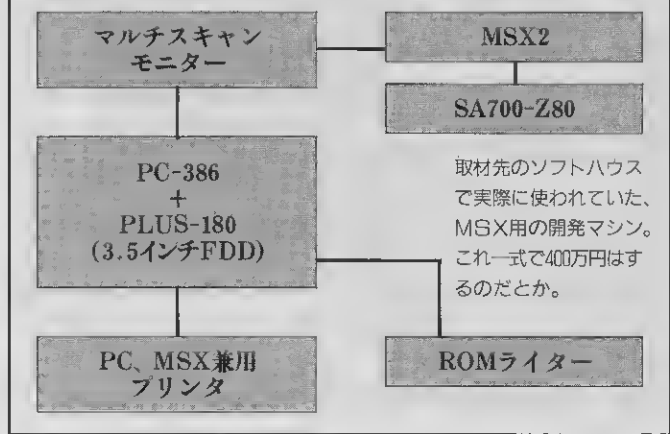 マルチスキャン
モニター
MSX2
SA700-Z80
PC-386
+
PLUS-180
(3.5インチFDD)
取材先のソフトハウス
で実際に使われていた、
MSX用の開発マシン。
これ一式で400万円はす
るのだとか。
PC、MSX兼用
プリンタ
ROMライター